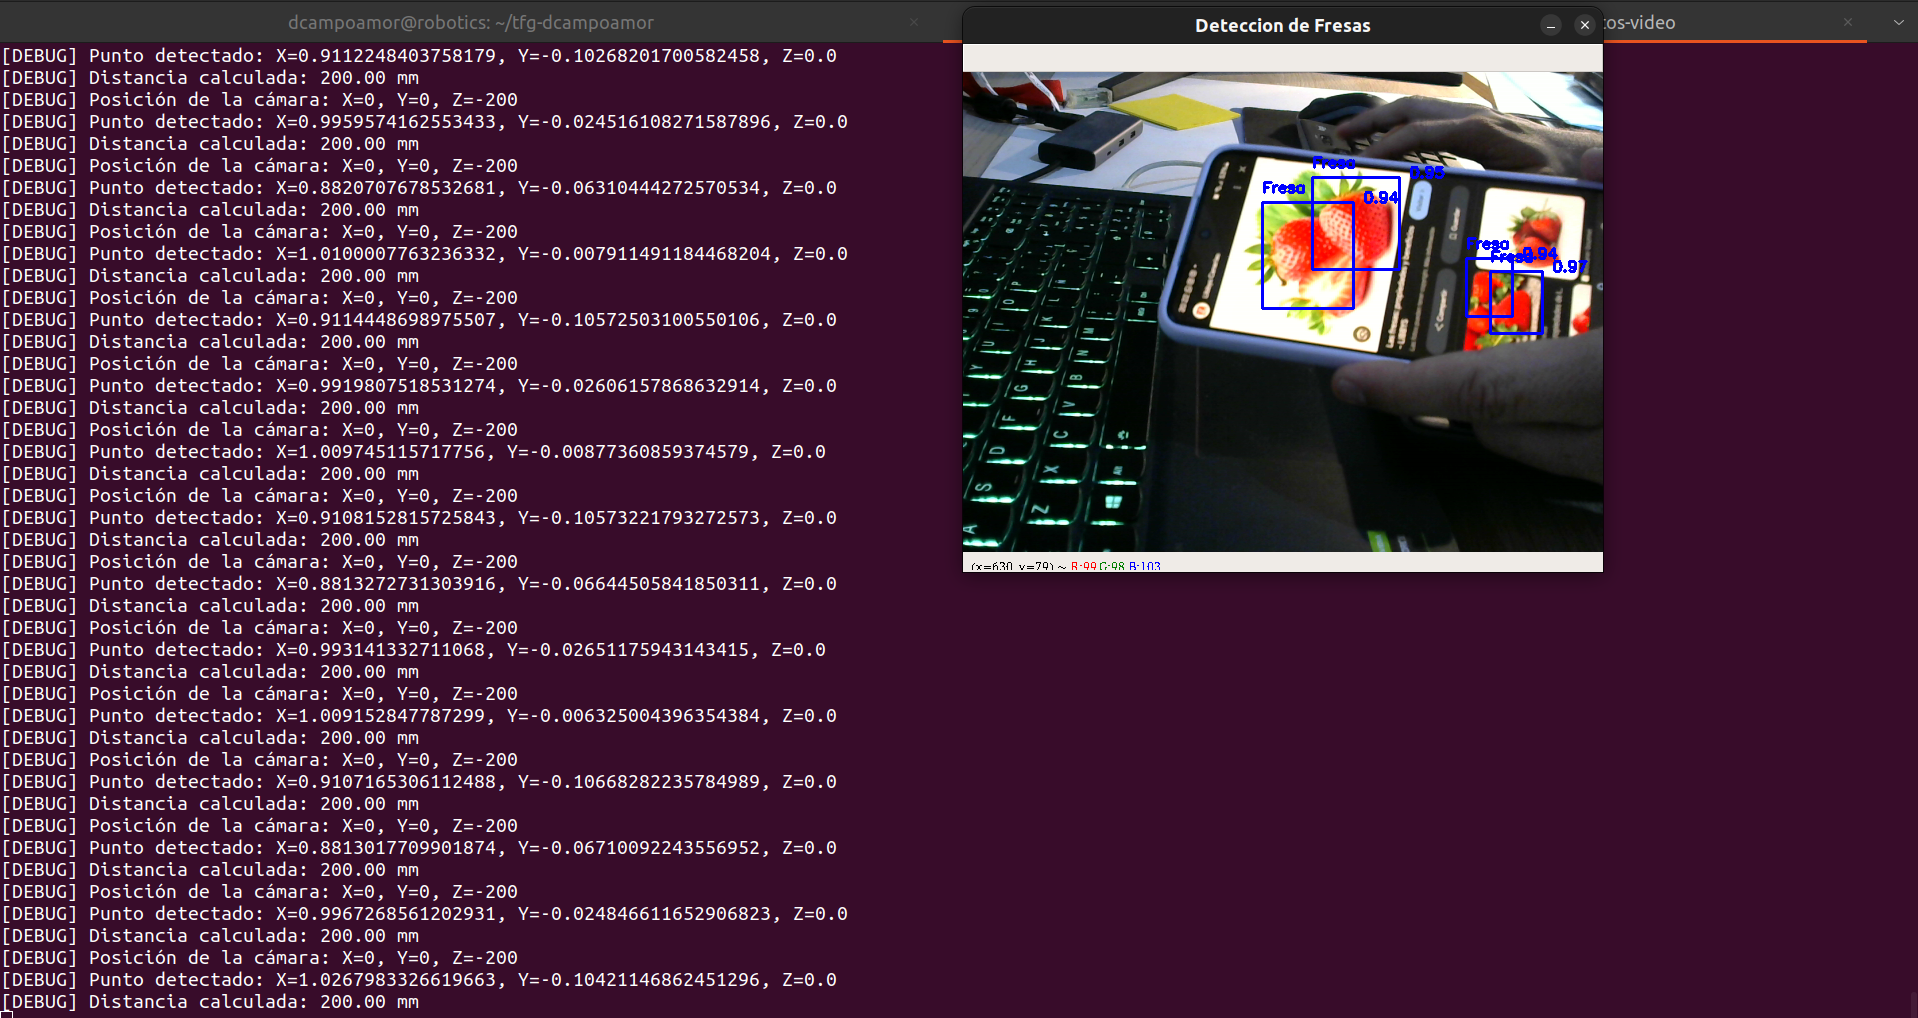 dcampoamor@robotics: ~/tfg-dcampoamor
tos-video
[DEBUG] Punto detectado: X=0.9112248403758179, Y=-0.10268201700582458, Z=0.0
[DEBUG] Distancia calculada: 200.00 mm
[DEBUG] Posición de la cámara: X=0, Y=0, Z=-200
[DEBUG] Punto detectado: X=0.9959574162553433, Y=-0.024516108271587896, Z=0.0
[DEBUG] Distancia calculada: 200.00 mm
[DEBUG] Posición de la cámara: X=0, Y=0, Z=-200
[DEBUG] Punto detectado: X=0.8820707678532681, Y=-0.06310444272570534, Z=0.0
[DEBUG] Distancia calculada: 200.00 mm
[DEBUG] Posición de la cámara: X=0, Y=0, Z=-200
[DEBUG] Punto detectado: X=1.0100007763236332, Y=-0.007911491184468204, Z=0.0
[DEBUG] Distancia calculada: 200.00 mm
[DEBUG] Posición de la cámara: X=0, Y=0, Z=-200
[DEBUG] Punto detectado: X=0.9114448698975507, Y=-0.10572503100550106, Z=0.0
[DEBUG] Distancia calculada: 200.00 mm
[DEBUG] Posición de la cámara: X=0, Y=0, Z=-200
[DEBUG] Punto detectado: X=0.9919807518531274, Y=-0.02606157868632914, Z=0.0
[DEBUG] Distancia calculada: 200.00 mm
[DEBUG] Posición de la cámara: X=0, Y=0, Z=-200
[DEBUG] Punto detectado: X=1.009745115717756, Y=-0.00877360859374579, Z=0.0
[DEBUG] Distancia calculada: 200.00 mm
[DEBUG] Posición de la cámara: X=0, Y=0, Z=-200
[DEBUG] Punto detectado: X=0.9108152815725843, Y=-0.10573221793272573, Z=0.0
[DEBUG] Distancia calculada: 200.00 mm
[DEBUG] Posición de la cámara: X=0, Y=0, Z=-200
[DEBUG] Punto detectado: X=0.8813272731303916, Y=-0.06644505841850311, Z=0.0
[DEBUG] Distancia calculada: 200.00 mm
[DEBUG] Posición de la cámara: X=0, Y=0, Z=-200
[DEBUG] Punto detectado: X=0.993141332711068, Y=-0.02651175943143415, Z=0.0
[DEBUG] Distancia calculada: 200.00 mm
[DEBUG] Posición de la cámara: X=0, Y=0, Z=-200
[DEBUG] Punto detectado: X=1.009152847787299, Y=-0.006325004396354384, Z=0.0
[DEBUG] Distancia calculada: 200.00 mm
[DEBUG] Posición de la cámara: X=0, Y=0, Z=-200
[DEBUG] Punto detectado: X=0.9107165306112488, Y=-0.10668282235784989, Z=0.0
[DEBUG] Distancia calculada: 200.00 mm
[DEBUG] Posición de la cámara: X=0, Y=0, Z=-200
[DEBUG] Punto detectado: X=0.8813017709901874, Y=-0.06710092243556952, Z=0.0
[DEBUG] Distancia calculada: 200.00 mm
[DEBUG] Posición de la cámara: X=0, Y=0, Z=-200
[DEBUG] Punto detectado: X=0.9967268561202931, Y=-0.024846611652906823, Z=0.0
[DEBUG] Distancia calculada: 200.00 mm
[DEBUG] Posición de la cámara: X=0, Y=0, Z=-200
[DEBUG] Punto detectado: X=1.0267983326619663, Y=-0.10421146862451296, Z=0.0
[DEBUG] Distancia calculada: 200.00 mm
Deteccion de Fresas
Fresa 0.95
Fresa 0.94
Fresa 0.94
Fresa 0.97
(x=630, y=79) ~ R:99 G:98 B:103